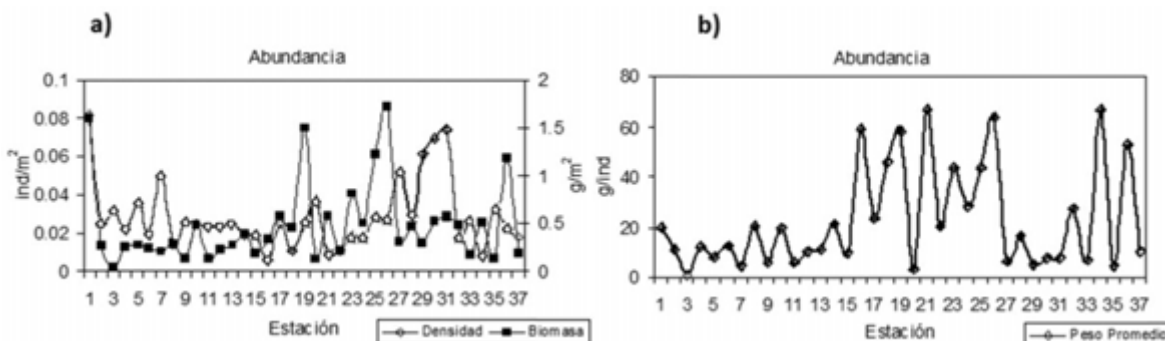 a)
Abundancia
0.1
0.08
0.06
0.04
0.02
0
ind/m²
2
1.5
1
0.5
0
g/m²
1 3 5 7 9 11 13 15 17 19 21 23 25 27 29 31 33 35 37
Estación
Densidad Biomasa
b)
Abundancia
80
60
40
20
0
g/ind
1 3 5 7 9 11 13 15 17 19 21 23 25 27 29 31 33 35 37
Estación
Peso Promedio